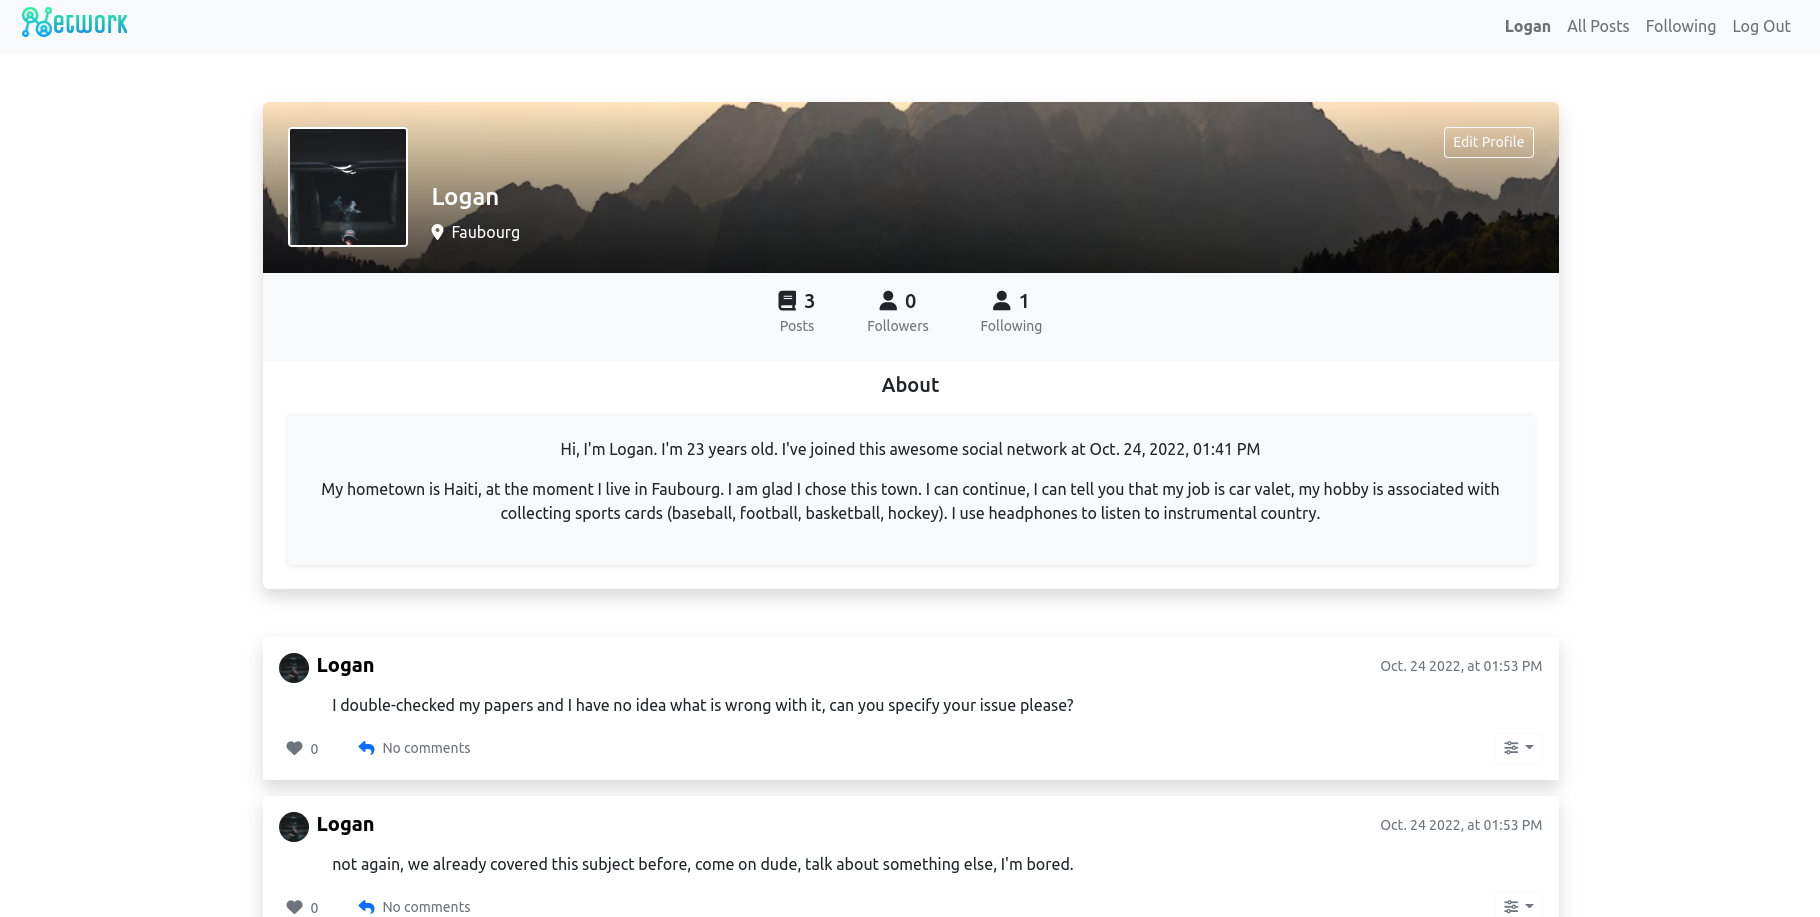 Network
Logan All Posts Following Log Out
Edit Profile
Logan
Faubourg
3 0 1
Posts Followers Following
About
Hi, I'm Logan. I'm 23 years old. I've joined this awesome social network at Oct. 24, 2022, 01:41 PM
My hometown is Haiti, at the moment I live in Faubourg. I am glad I chose this town. I can continue, I can tell you that my job is car valet, my hobby is associated with
collecting sports cards (baseball, football, basketball, hockey). I use headphones to listen to instrumental country.
Logan Oct. 24 2022, at 01:53 PM
I double-checked my papers and I have no idea what is wrong with it, can you specify your issue please?
0 No comments
Logan Oct. 24 2022, at 01:53 PM
not again, we already covered this subject before, come on dude, talk about something else, I'm bored.
0 No comments